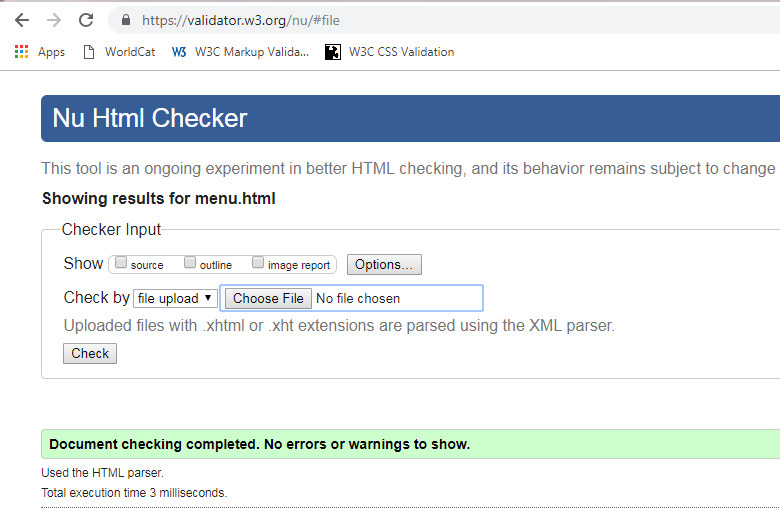 https://validator.w3.org/nu/#file
Apps WorldCat W3 W3C Markup Valida... W3C CSS Validation
Nu Html Checker
This tool is an ongoing experiment in better HTML checking, and its behavior remains subject to change
Showing results for menu.html
Checker Input
Show source outline image report Options...
Check by file upload Choose File No file chosen
Uploaded files with .xhtml or .xht extensions are parsed using the XML parser.
Check
Document checking completed. No errors or warnings to show.
Used the HTML parser.
Total execution time 3 milliseconds.